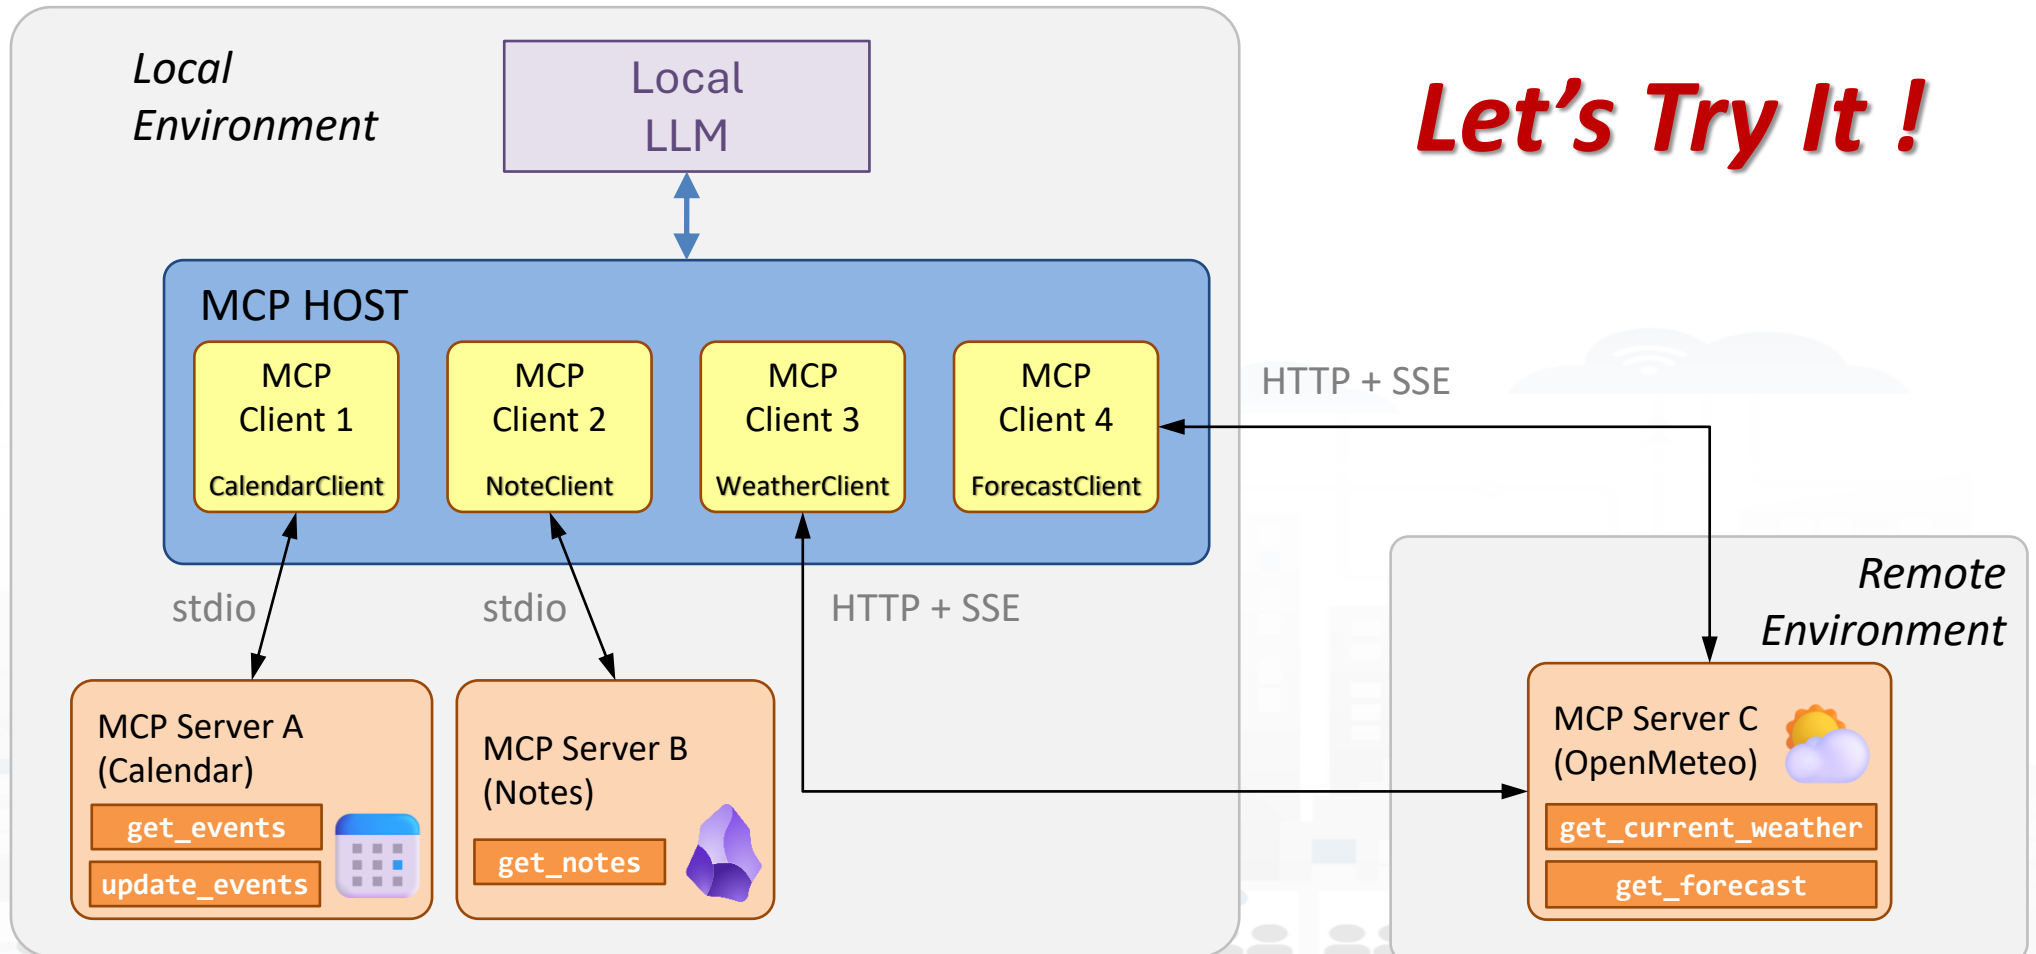 Local
Environment
Local
LLM
Let's Try It !
MCP HOST
MCP
Client 1
CalendarClient
MCP
Client 2
NoteClient
MCP
Client 3
WeatherClient
MCP
Client 4
ForecastClient
HTTP + SSE
stdio
stdio
HTTP + SSE
Remote
Environment
MCP Server A
(Calendar)
get_events
update_events
MCP Server B
(Notes)
get_notes
MCP Server C
(OpenMeteo)
get_current_weather
get_forecast